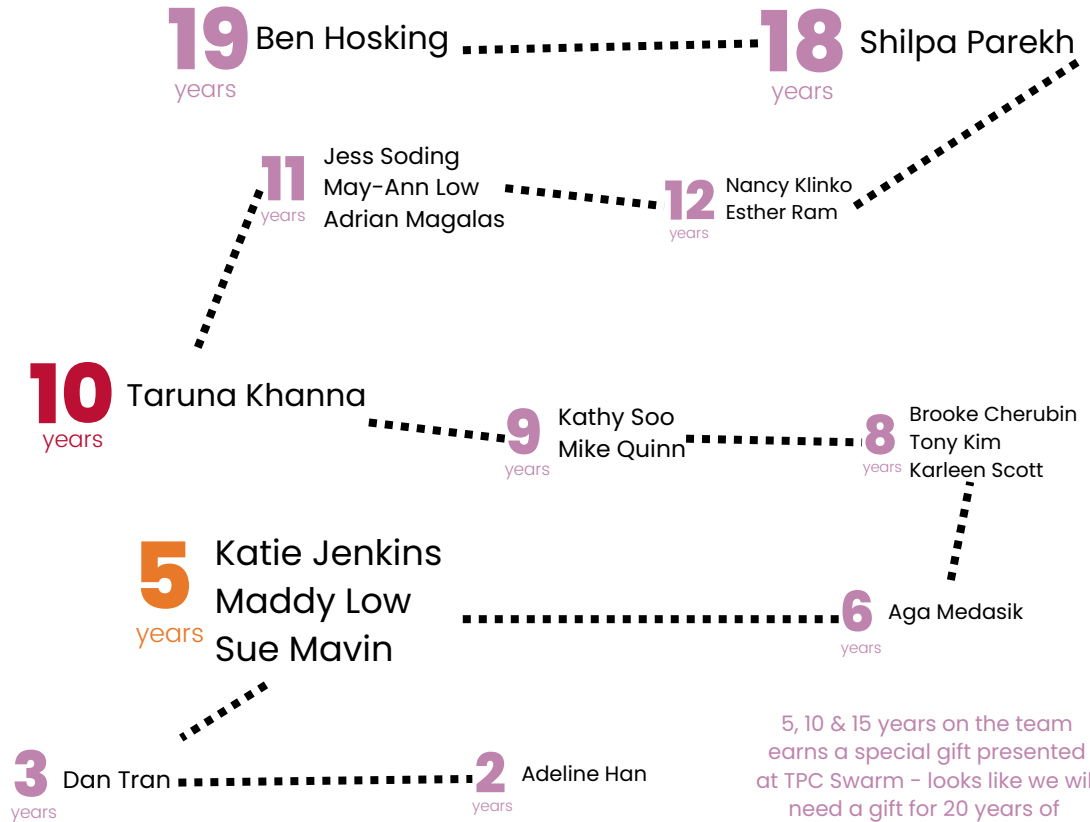 19
years
Ben Hosking
18
years
Shilpa Parekh
11
years
Jess Soding
May-Ann Low
Adrian Magalas
12
years
Nancy Klinko
Esther Ram
10
years
Taruna Khanna
9
years
Kathy Soo
Mike Quinn
8
years
Brooke Cherubin
Tony Kim
Karleen Scott
5
years
Katie Jenkins
Maddy Low
Sue Mavin
6
years
Aga Medasik
3
years
Dan Tran
2
years
Adeline Han
5, 10 & 15 years on the team
earns a special gift presented
at TPC Swarm - looks like we wil
need a gift for 20 years of